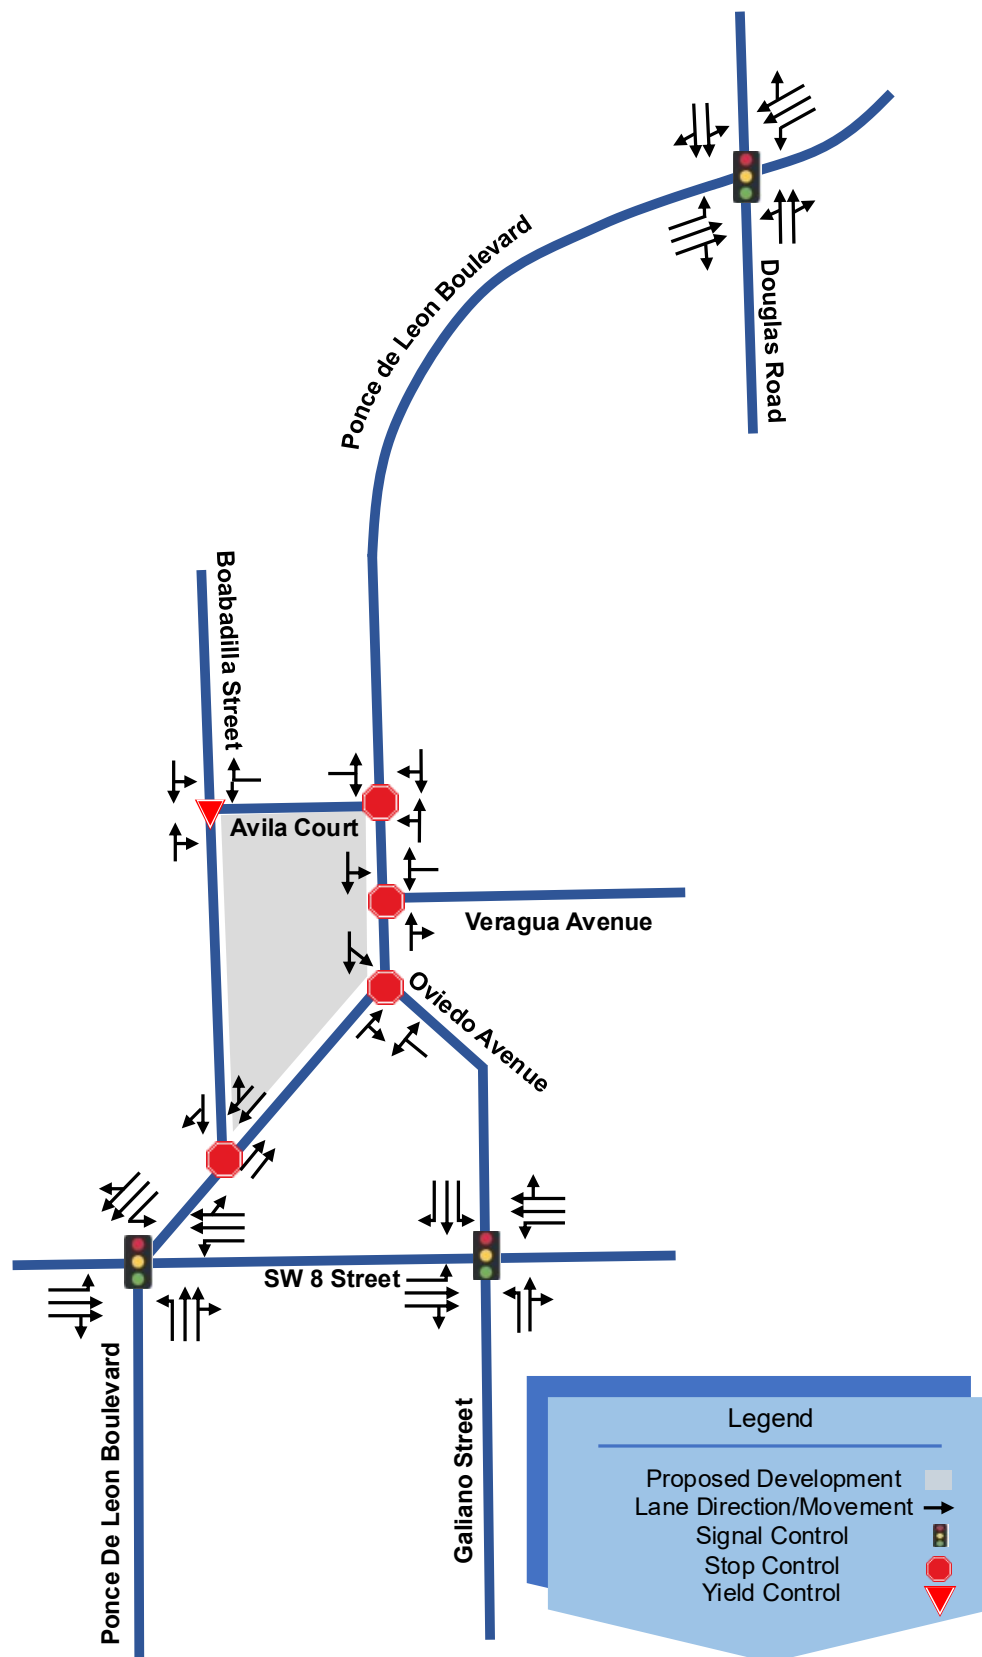 Ponce de Leon Boulevard
Douglas Road
Boabadilla Street
Avila Court
Veragua Avenue
Oviedo Avenue
SW 8 Street
Ponce De Leon Boulevard
Galiano Street
Legend
Proposed Development
Lane Direction/Movement
Signal Control
Stop Control
Yield Control